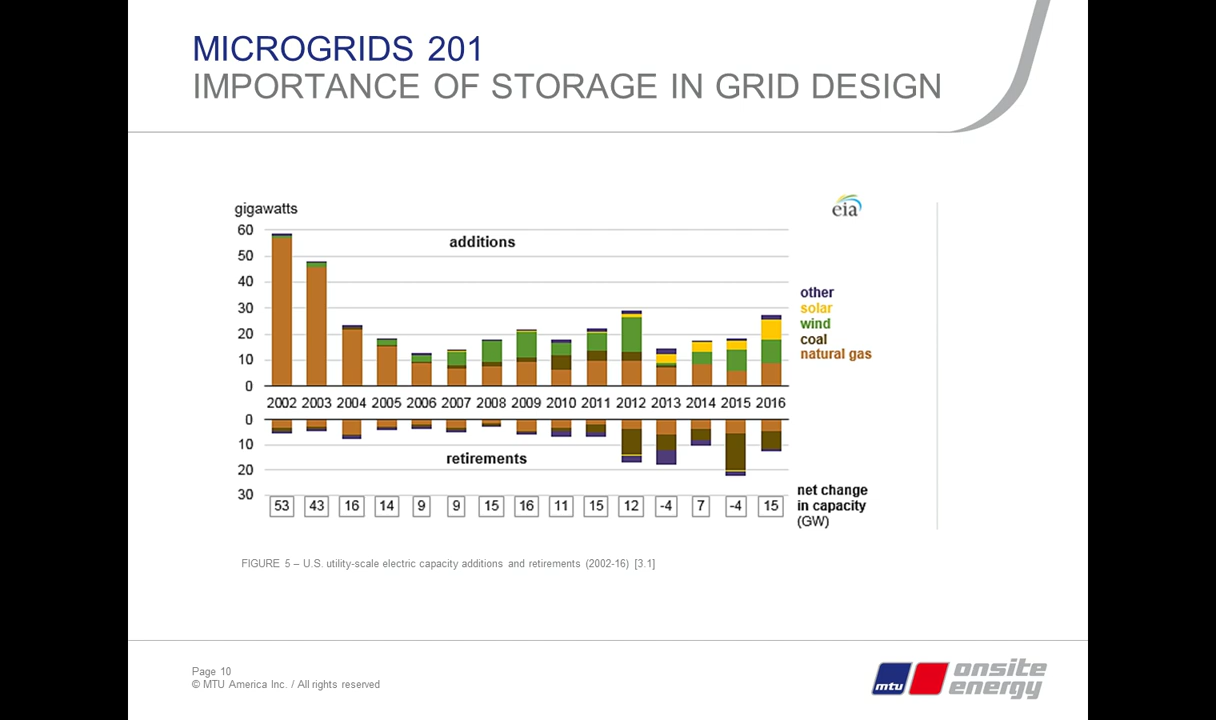 MICROGRIDS 201
IMPORTANCE OF STORAGE IN GRID DESIGN
gigawatts
eia
60
50
40
30
20
10
0
additions
other
solar
wind
coal
natural gas
2002 2003 2004 2005 2006 2007 2008 2009 2010 2011 2012 2013 2014 2015 2016
0
10
20
30
retirements
53 43 16 14 9 9 15 16 11 15 12 -4 7 -4 15
net change
in capacity
(GW)
FIGURE 5 – U.S. utility-scale electric capacity additions and retirements (2002-16) [3.1]
Page 10
© MTU America Inc. / All rights reserved
mtu
onsite
energy